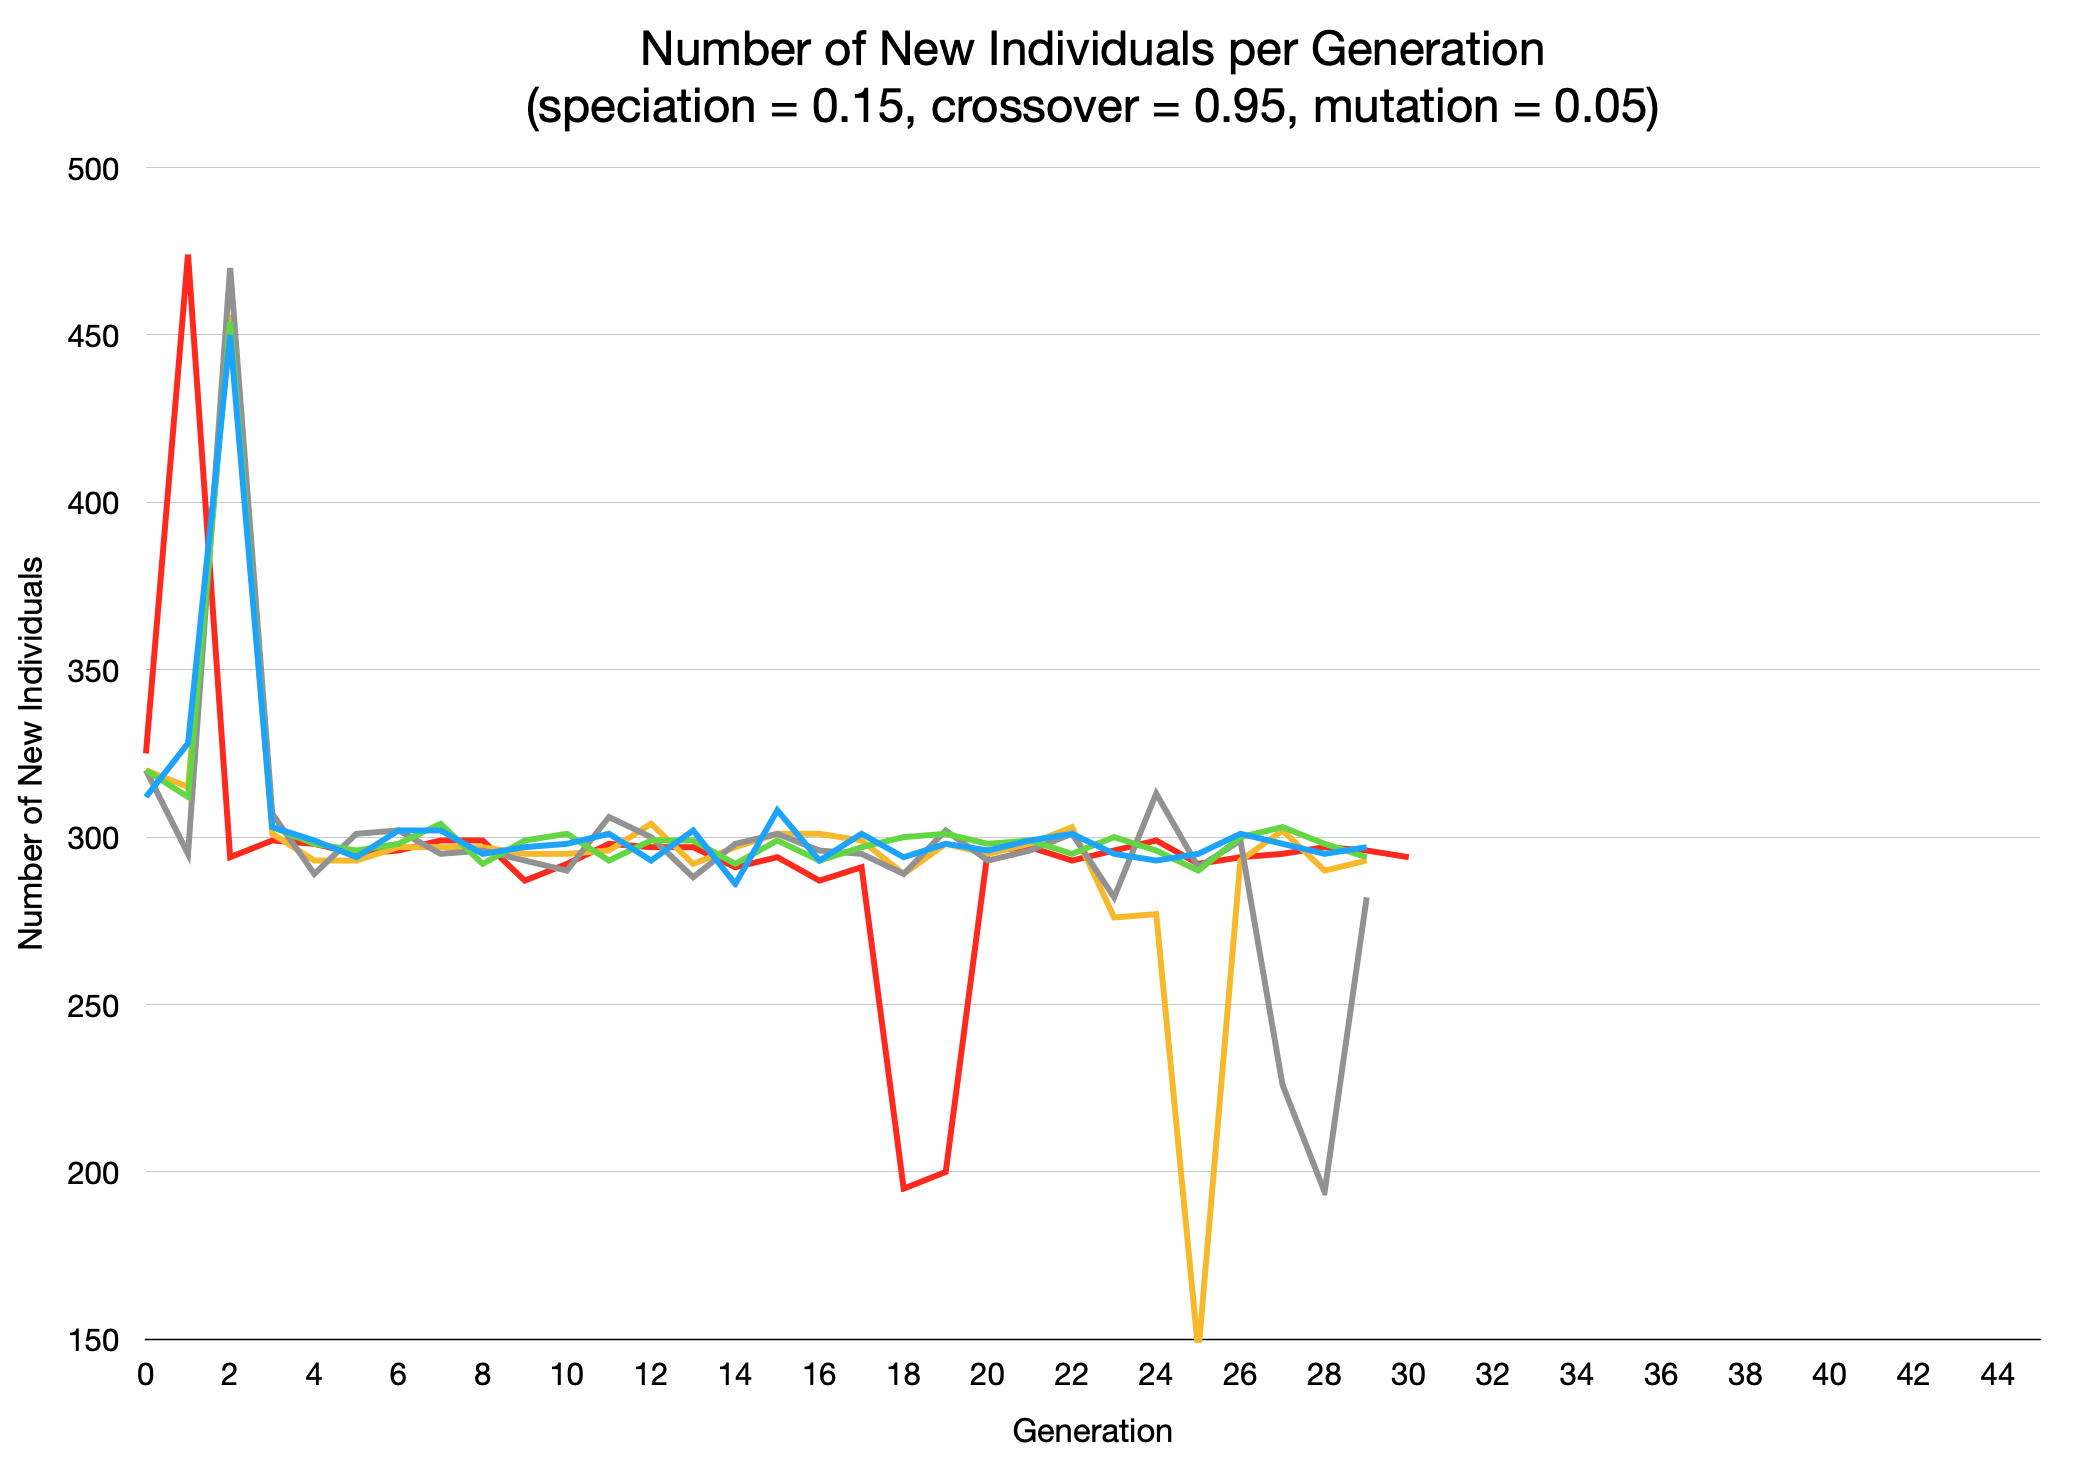 Number of New Individuals per Generation
(speciation = 0.15, crossover = 0.95, mutation = 0.05)
500
450
400
350
300
250
200
150
Number of New Individuals
0 2 4 6 8 10 12 14 16 18 20 22 24 26 28 30 32 34 36 38 40 42 44
Generation